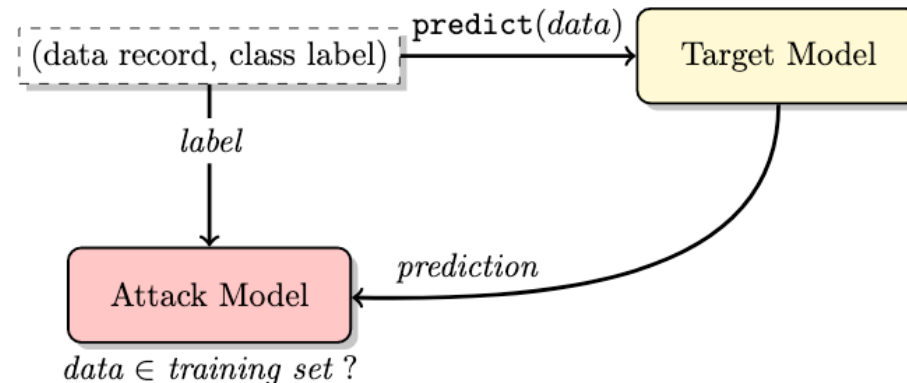 predict(data)
(data record, class label)
Target Model
label
prediction
Attack Model
data ∈ training set ?